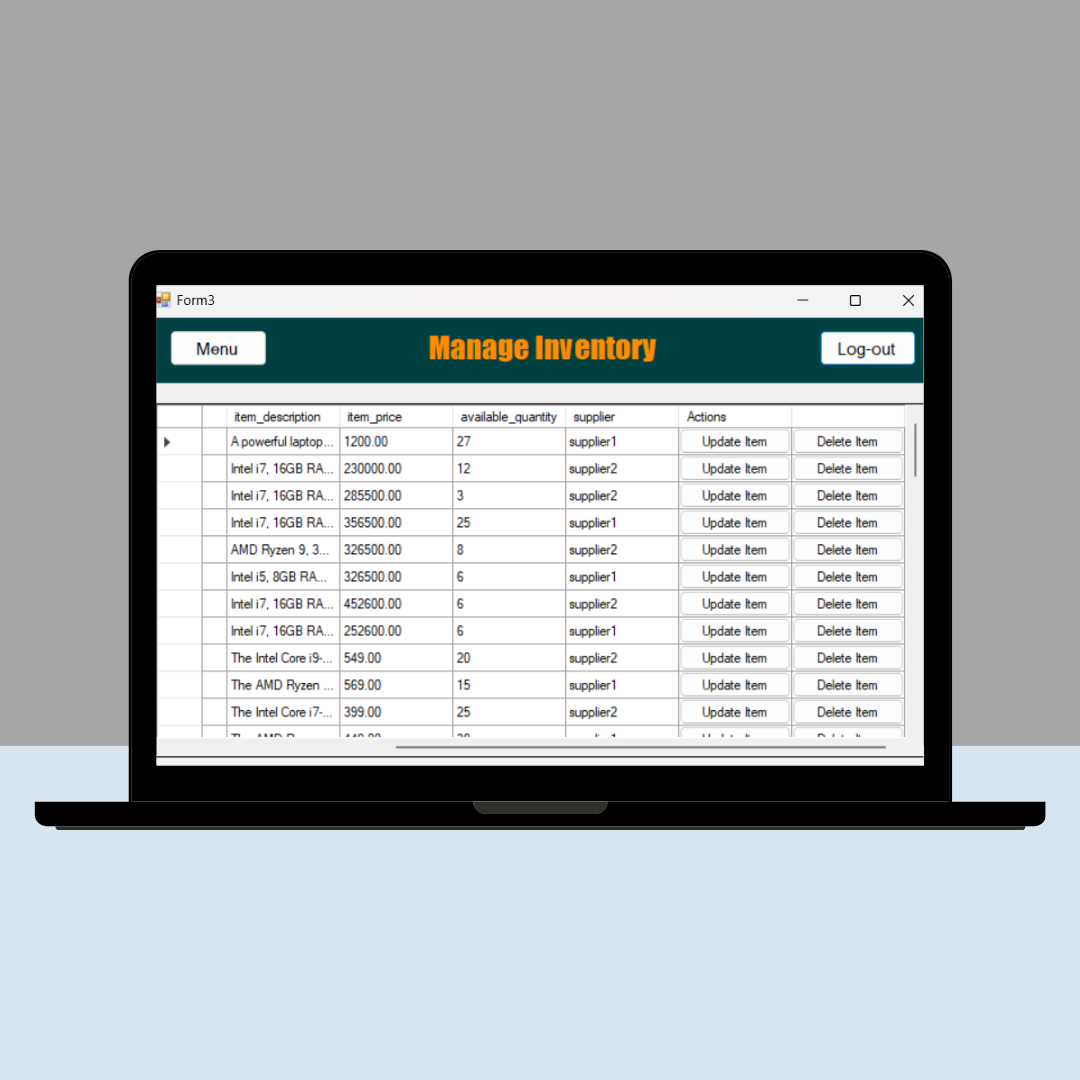 Form3
Menu Manage Inventory Log-out
item_description item_price available_quantity supplier Actions
A powerful laptop... 1200.00 27 supplier1 Update Item Delete Item
Intel i7, 16GB RA... 230000.00 12 supplier2 Update Item Delete Item
Intel i7, 16GB RA... 285500.00 3 supplier2 Update Item Delete Item
Intel i7, 16GB RA... 356500.00 25 supplier1 Update Item Delete Item
AMD Ryzen 9, 3... 326500.00 8 supplier2 Update Item Delete Item
Intel i5, 8GB RA... 326500.00 6 supplier1 Update Item Delete Item
Intel i7, 16GB RA... 452600.00 6 supplier2 Update Item Delete Item
Intel i7, 16GB RA... 252600.00 6 supplier1 Update Item Delete Item
The Intel Core i9-... 549.00 20 supplier2 Update Item Delete Item
The AMD Ryzen ... 569.00 15 supplier1 Update Item Delete Item
The Intel Core i7-... 399.00 25 supplier2 Update Item Delete Item